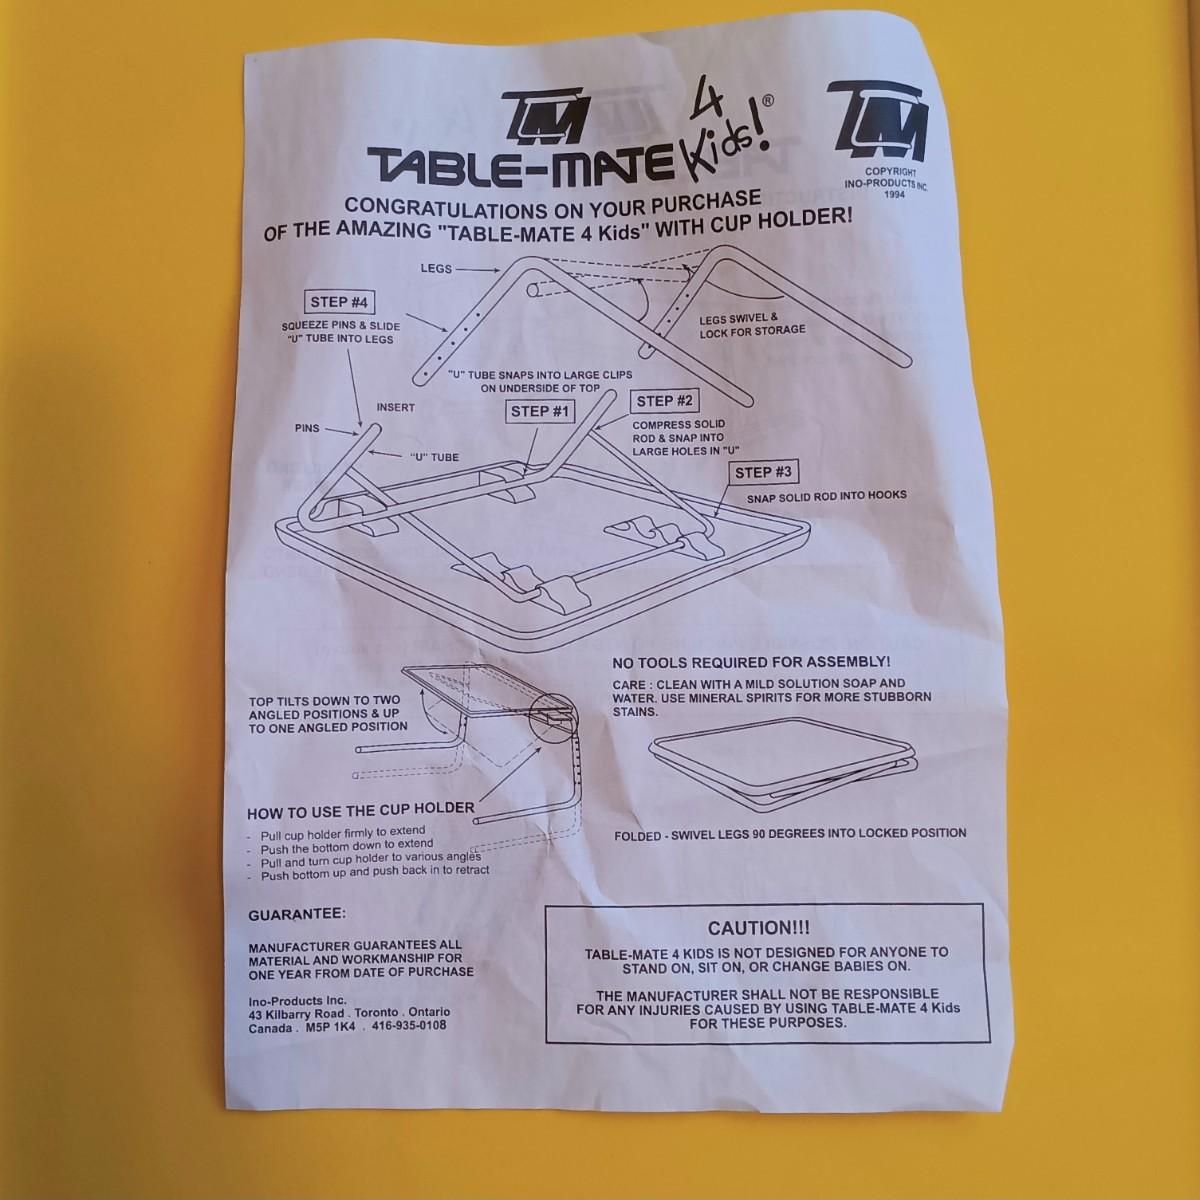 TM
TABLE-MATE 4 Kids!®
TM
COPYRIGHT
INO-PRODUCTS INC.
1994
CONGRATULATIONS ON YOUR PURCHASE
OF THE AMAZING "TABLE-MATE 4 Kids" WITH CUP HOLDER!
LEGS
STEP #4
SQUEEZE PINS & SLIDE
"U" TUBE INTO LEGS
LEGS SWIVEL &
LOCK FOR STORAGE
"U" TUBE SNAPS INTO LARGE CLIPS
ON UNDERSIDE OF TOP
STEP #1
STEP #2
COMPRESS SOLID
ROD & SNAP INTO
LARGE HOLES IN "U"
INSERT
PINS
"U" TUBE
STEP #3
SNAP SOLID ROD INTO HOOKS
NO TOOLS REQUIRED FOR ASSEMBLY!
CARE : CLEAN WITH A MILD SOLUTION SOAP AND
WATER. USE MINERAL SPIRITS FOR MORE STUBBORN
STAINS.
TOP TILTS DOWN TO TWO
ANGLED POSITIONS & UP
TO ONE ANGLED POSITION
HOW TO USE THE CUP HOLDER
- Pull cup holder firmly to extend
- Push the bottom down to extend
- Pull and turn cup holder to various angles
- Push bottom up and push back in to retract
FOLDED - SWIVEL LEGS 90 DEGREES INTO LOCKED POSITION
GUARANTEE:
MANUFACTURER GUARANTEES ALL
MATERIAL AND WORKMANSHIP FOR
ONE YEAR FROM DATE OF PURCHASE
Ino-Products Inc.
43 Kilbarry Road . Toronto . Ontario
Canada . M5P 1K4 . 416-935-0108
CAUTION!!!
TABLE-MATE 4 KIDS IS NOT DESIGNED FOR ANYONE TO
STAND ON, SIT ON, OR CHANGE BABIES ON.
THE MANUFACTURER SHALL NOT BE RESPONSIBLE
FOR ANY INJURIES CAUSED BY USING TABLE-MATE 4 Kids
FOR THESE PURPOSES.